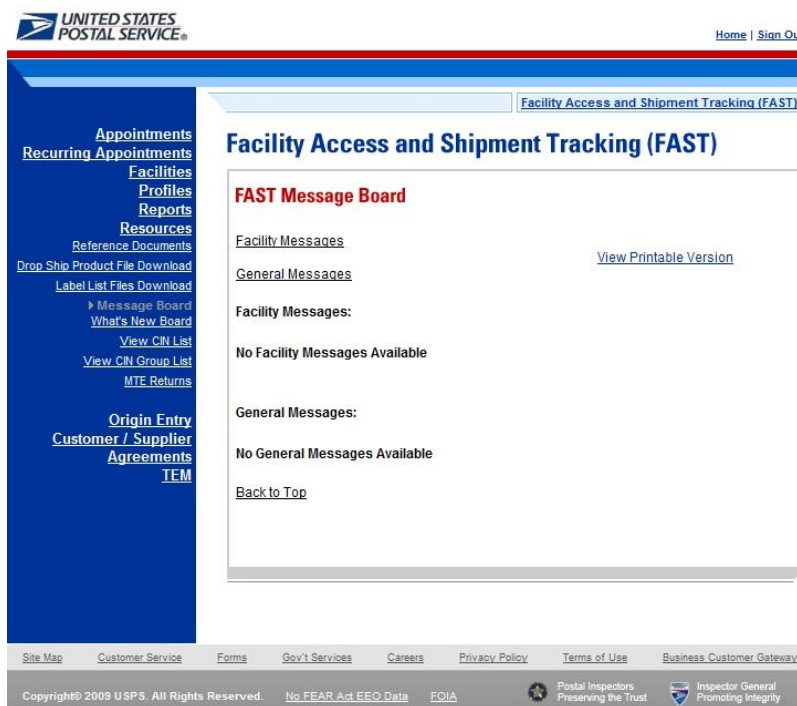 UNITED STATES
POSTAL SERVICE®
Home | Sign Ou
Facility Access and Shipment Tracking (FAST)
Appointments
Recurring Appointments
Facilities
Profiles
Reports
Resources
Reference Documents
Drop Ship Product File Download
Label List Files Download
Message Board
What's New Board
View CIN List
View CIN Group List
MTE Returns
Origin Entry
Customer / Supplier
Agreements
TEM
Facility Access and Shipment Tracking (FAST)
FAST Message Board
Facility Messages
View Printable Version
General Messages
Facility Messages:
No Facility Messages Available
General Messages:
No General Messages Available
Back to Top
Site Map Customer Service Forms Gov't Services Careers Privacy Policy Terms of Use Business Customer Gateway
Copyright© 2009 USPS. All Rights Reserved. No FEAR Act EEO Data FOIA
Postal Inspectors
Preserving the Trust
Inspector General
Promoting Integrity